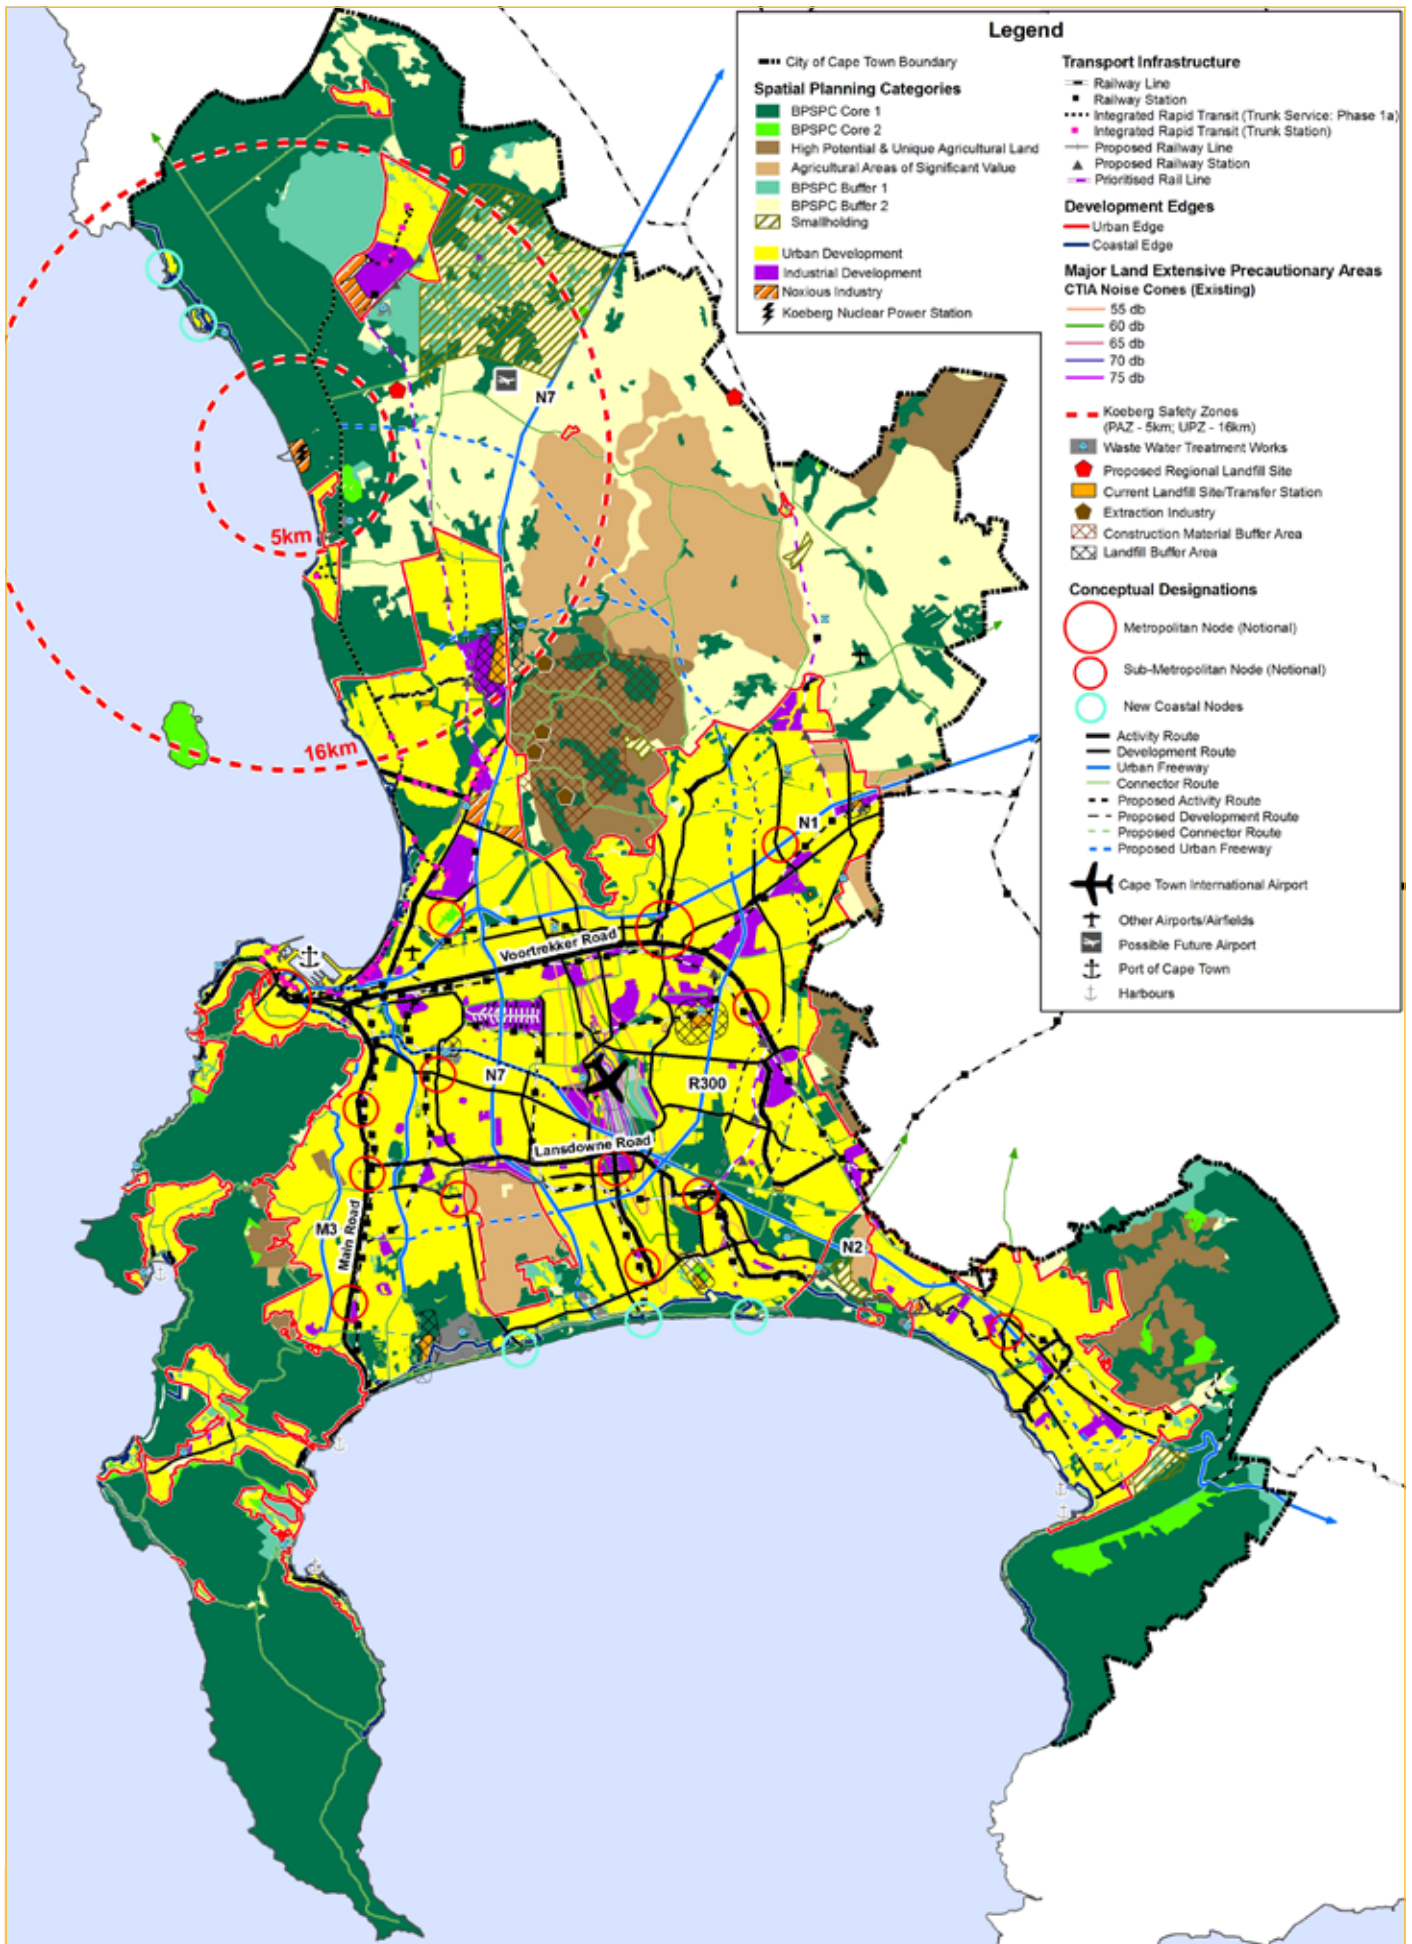 Legend
City of Cape Town Boundary
Spatial Planning Categories
BPSPC Core 1
BPSPC Core 2
High Potential & Unique Agricultural Land
Agricultural Areas of Significant Value
BPSPC Buffer 1
BPSPC Buffer 2
Smallholding
Urban Development
Industrial Development
Noxious Industry
Koeberg Nuclear Power Station
Transport Infrastructure
Railway Line
Railway Station
Integrated Rapid Transit (Trunk Service: Phase 1a)
Integrated Rapid Transit (Trunk Station)
Proposed Railway Line
Proposed Railway Station
Prioritised Rail Line
Development Edges
Urban Edge
Coastal Edge
Major Land Extensive Precautionary Areas
CTIA Noise Cones (Existing)
55 db
60 db
65 db
70 db
75 db
Koeberg Safety Zones
(PAZ - 5km; UPZ - 16km)
Waste Water Treatment Works
Proposed Regional Landfill Site
Current Landfill Site/Transfer Station
Extraction Industry
Construction Material Buffer Area
Landfill Buffer Area
Conceptual Designations
Metropolitan Node (Notional)
Sub-Metropolitan Node (Notional)
New Coastal Nodes
Activity Route
Development Route
Urban Freeway
Connector Route
Proposed Activity Route
Proposed Development Route
Proposed Connector Route
Proposed Urban Freeway
Cape Town International Airport
Other Airports/Airfields
Possible Future Airport
Port of Cape Town
Harbours
N7
5km
16km
N1
Voortrekker Road
N7
R300
Lansdowne Road
M3
Main Road
N2